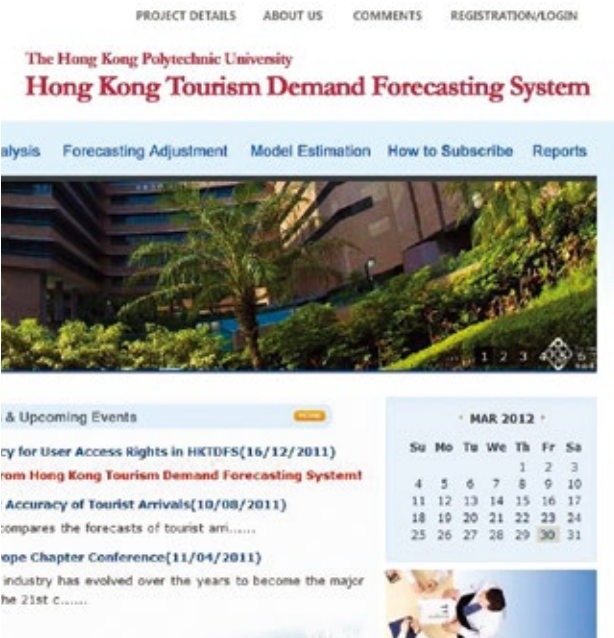 PROJECT DETAILS ABOUT US COMMENTS REGISTRATION/LOGIN
The Hong Kong Polytechnic University
Hong Kong Tourism Demand Forecasting System
alysis Forecasting Adjustment Model Estimation How to Subscribe Reports
1 2 3 4 6
& Upcoming Events
cy for User Access Rights in HKTDFS(16/12/2011)
rom Hong Kong Tourism Demand Forecasting System!
Accuracy of Tourist Arrivals(10/08/2011)
compares the forecasts of tourist arri......
ope Chapter Conference(11/04/2011)
industry has evolved over the years to become the major
he 21st c......
MAR 2012
Su Mo Tu We Th Fr Sa
1 2 3
4 5 6 7 8 9 10
11 12 13 14 15 16 17
18 19 20 21 22 23 24
25 26 27 28 29 30 31